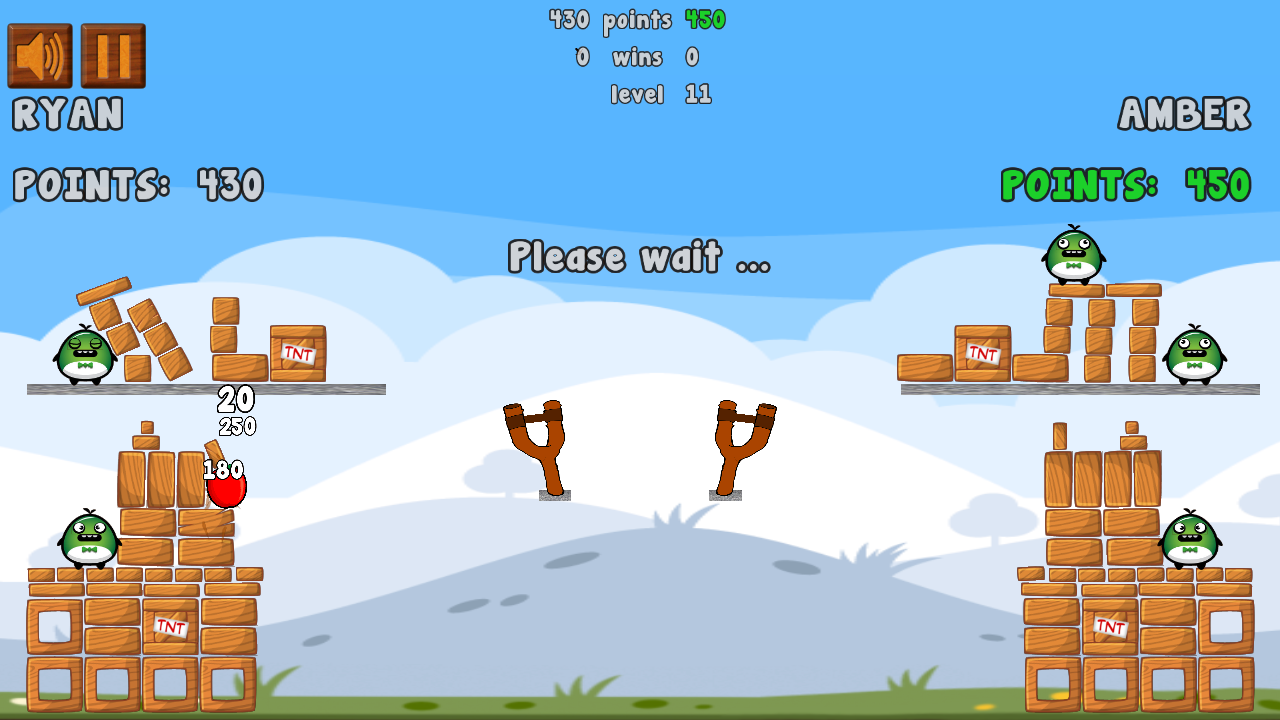 430 points 450
0 wins 0
level 11
RYAN
AMBER
POINTS: 430
POINTS: 450
Please wait ...
TNT
TNT
20
250
180
TNT
TNT